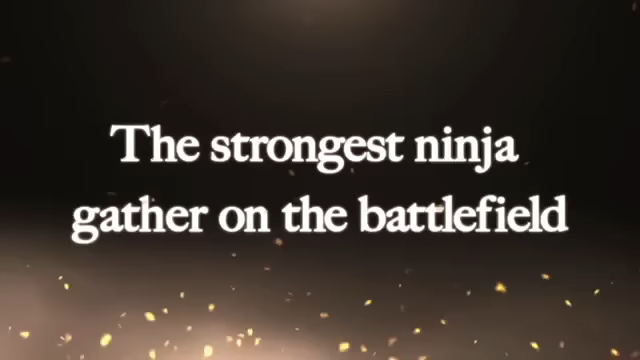 The strongest ninja
gather on the battlefield